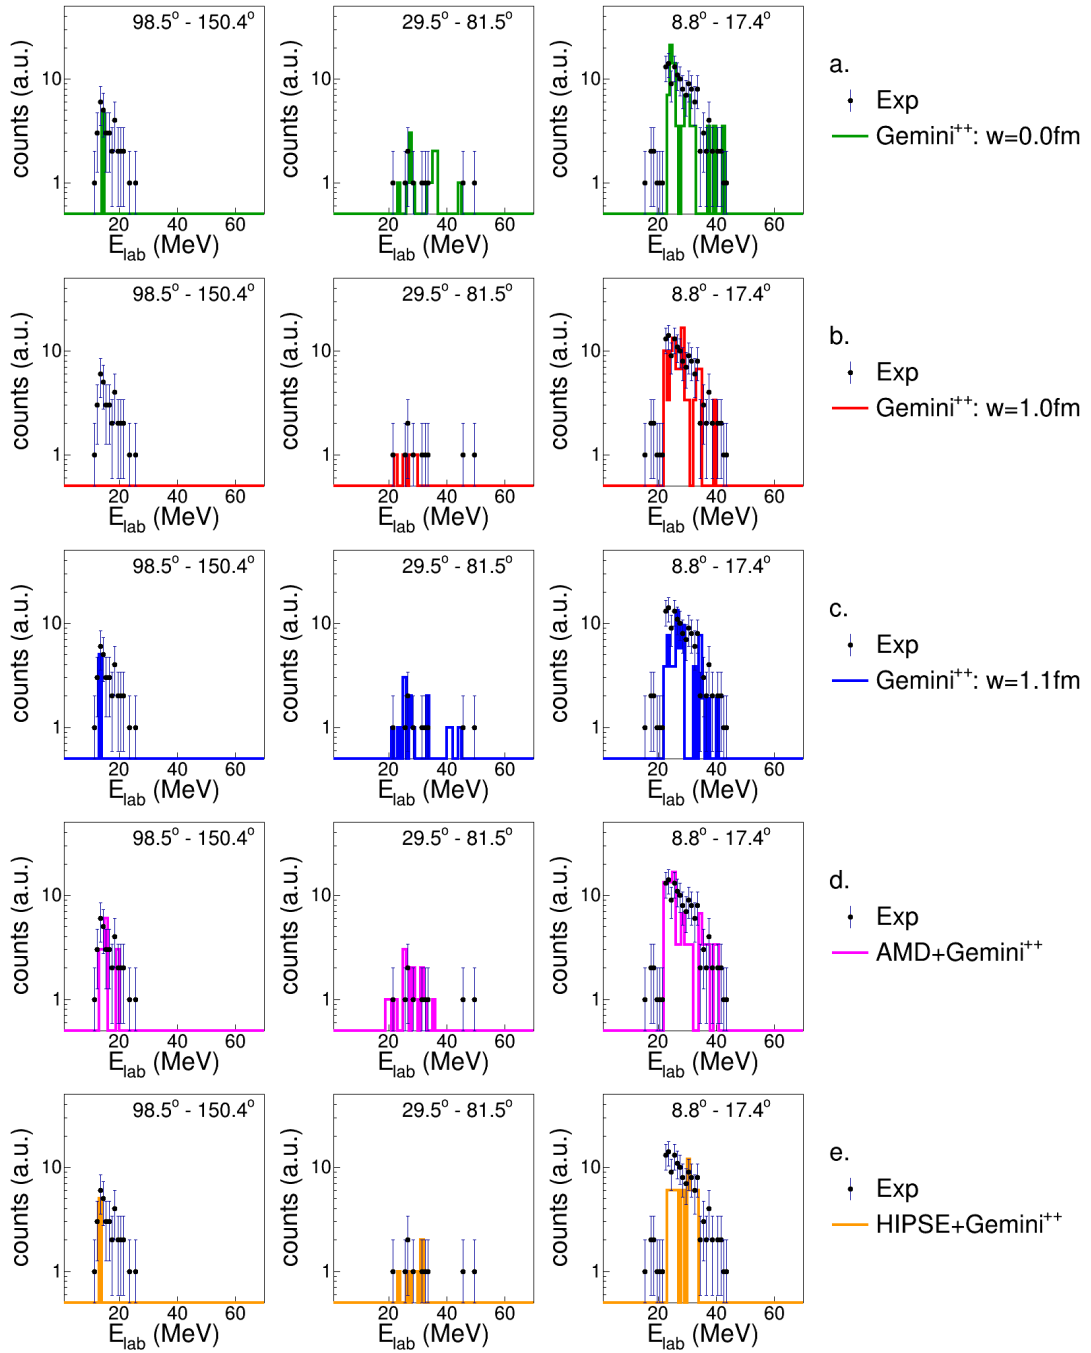 98.5° - 150.4°
counts (a.u.)
10
1
20 40 60
E_lab (MeV)
29.5° - 81.5°
counts (a.u.)
10
1
20 40 60
E_lab (MeV)
8.8° - 17.4°
counts (a.u.)
10
1
20 40 60
E_lab (MeV)
a.
Exp
Gemini⁺⁺: w=0.0fm
98.5° - 150.4°
counts (a.u.)
10
1
20 40 60
E_lab (MeV)
29.5° - 81.5°
counts (a.u.)
10
1
20 40 60
E_lab (MeV)
8.8° - 17.4°
counts (a.u.)
10
1
20 40 60
E_lab (MeV)
b.
Exp
Gemini⁺⁺: w=1.0fm
98.5° - 150.4°
counts (a.u.)
10
1
20 40 60
E_lab (MeV)
29.5° - 81.5°
counts (a.u.)
10
1
20 40 60
E_lab (MeV)
8.8° - 17.4°
counts (a.u.)
10
1
20 40 60
E_lab (MeV)
c.
Exp
Gemini⁺⁺: w=1.1fm
98.5° - 150.4°
counts (a.u.)
10
1
20 40 60
E_lab (MeV)
29.5° - 81.5°
counts (a.u.)
10
1
20 40 60
E_lab (MeV)
8.8° - 17.4°
counts (a.u.)
10
1
20 40 60
E_lab (MeV)
d.
Exp
AMD+Gemini⁺⁺
98.5° - 150.4°
counts (a.u.)
10
1
20 40 60
E_lab (MeV)
29.5° - 81.5°
counts (a.u.)
10
1
20 40 60
E_lab (MeV)
8.8° - 17.4°
counts (a.u.)
10
1
20 40 60
E_lab (MeV)
e.
Exp
HIPSE+Gemini⁺⁺